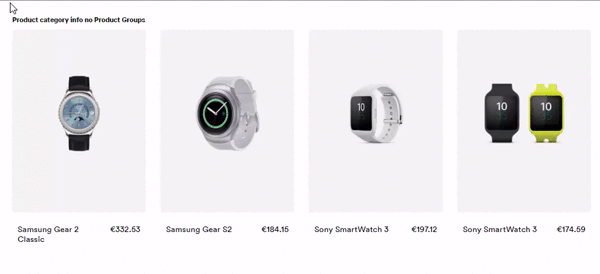 Product category info no Product Groups
10
10
10
Samsung Gear 2
Classic
€332.53
Samsung Gear S2
€184.15
Sony SmartWatch 3
€197.12
Sony SmartWatch 3
€174.59